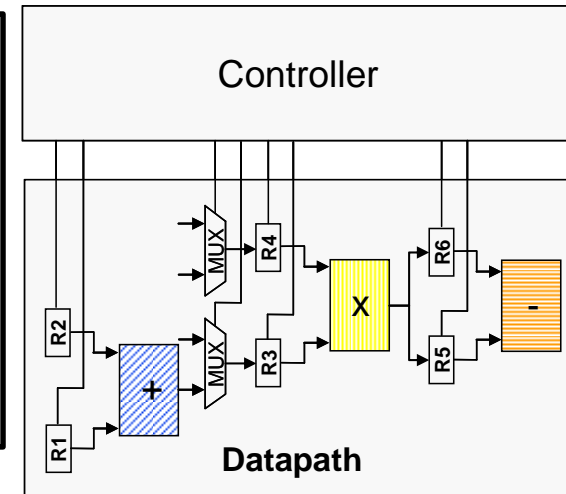 Controller
MUX
R4
R6
X
-
R2
MUX
R3
R5
+
R1
Datapath